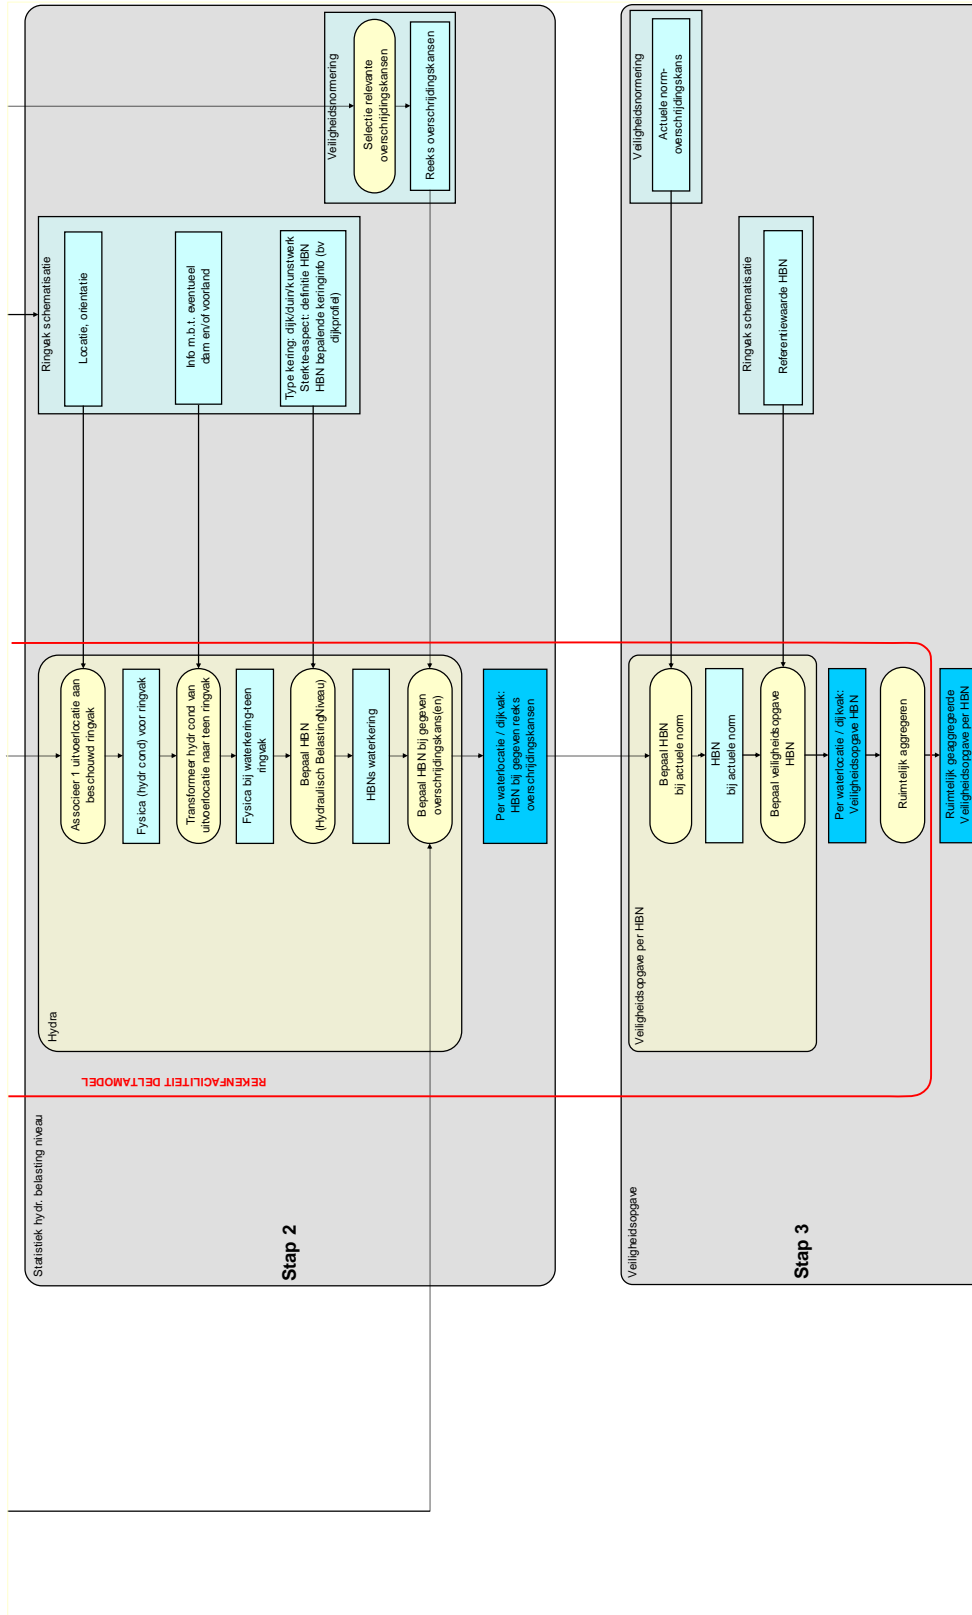 Statistiek hydr. belasting niveau
Stap 2
REKENFACILITEIT DELTAMODEL
Hydra
Associeer 1 uitvoerlocatie aan
beschouwd ringvak
Fysica (hydr cond) voor ringvak
Transformeer hydr cond van
uitvoerlocatie naar teen ringvak
Fysica bij waterkering-teen
ringvak
Bepaal HBN
(Hydraulisch BelastingNiveau)
HBNs waterkering
Bepaal HBN bij gegeven
overschrijdingskans(en)
Per waterlocatie / dijkvak:
HBN bij gegeven reeks
overschrijdingskansen
Ringvak schematisatie
Locatie, orientatie
Info m.b.t. eventueel
dam en/of voorland
Type kering: dijk/duin/kunstwerk
Sterkte-aspect: definitie HBN
HBN bepalende keringinfo (bv
dijkprofiel)
Veiligheidsnormering
Selectie relevante
overschrijdingskansen
Reeks overschrijdingskansen
Veiligheidsopgave
Stap 3
Veiligheidsopgave per HBN
Bepaal HBN
bij actuele norm
HBN
bij actuele norm
Bepaal veiligheidsopgave
HBN
Per waterlocatie / dijkvak:
Veiligheidsopgave HBN
Ruimtelijk aggregeren
Ruimtelijk geaggregeerde
Veiligheidsopgave per HBN
Ringvak schematisatie
Referentiewaarde HBN
Veiligheidsnormering
Actuele norm-
overschrijdingskans